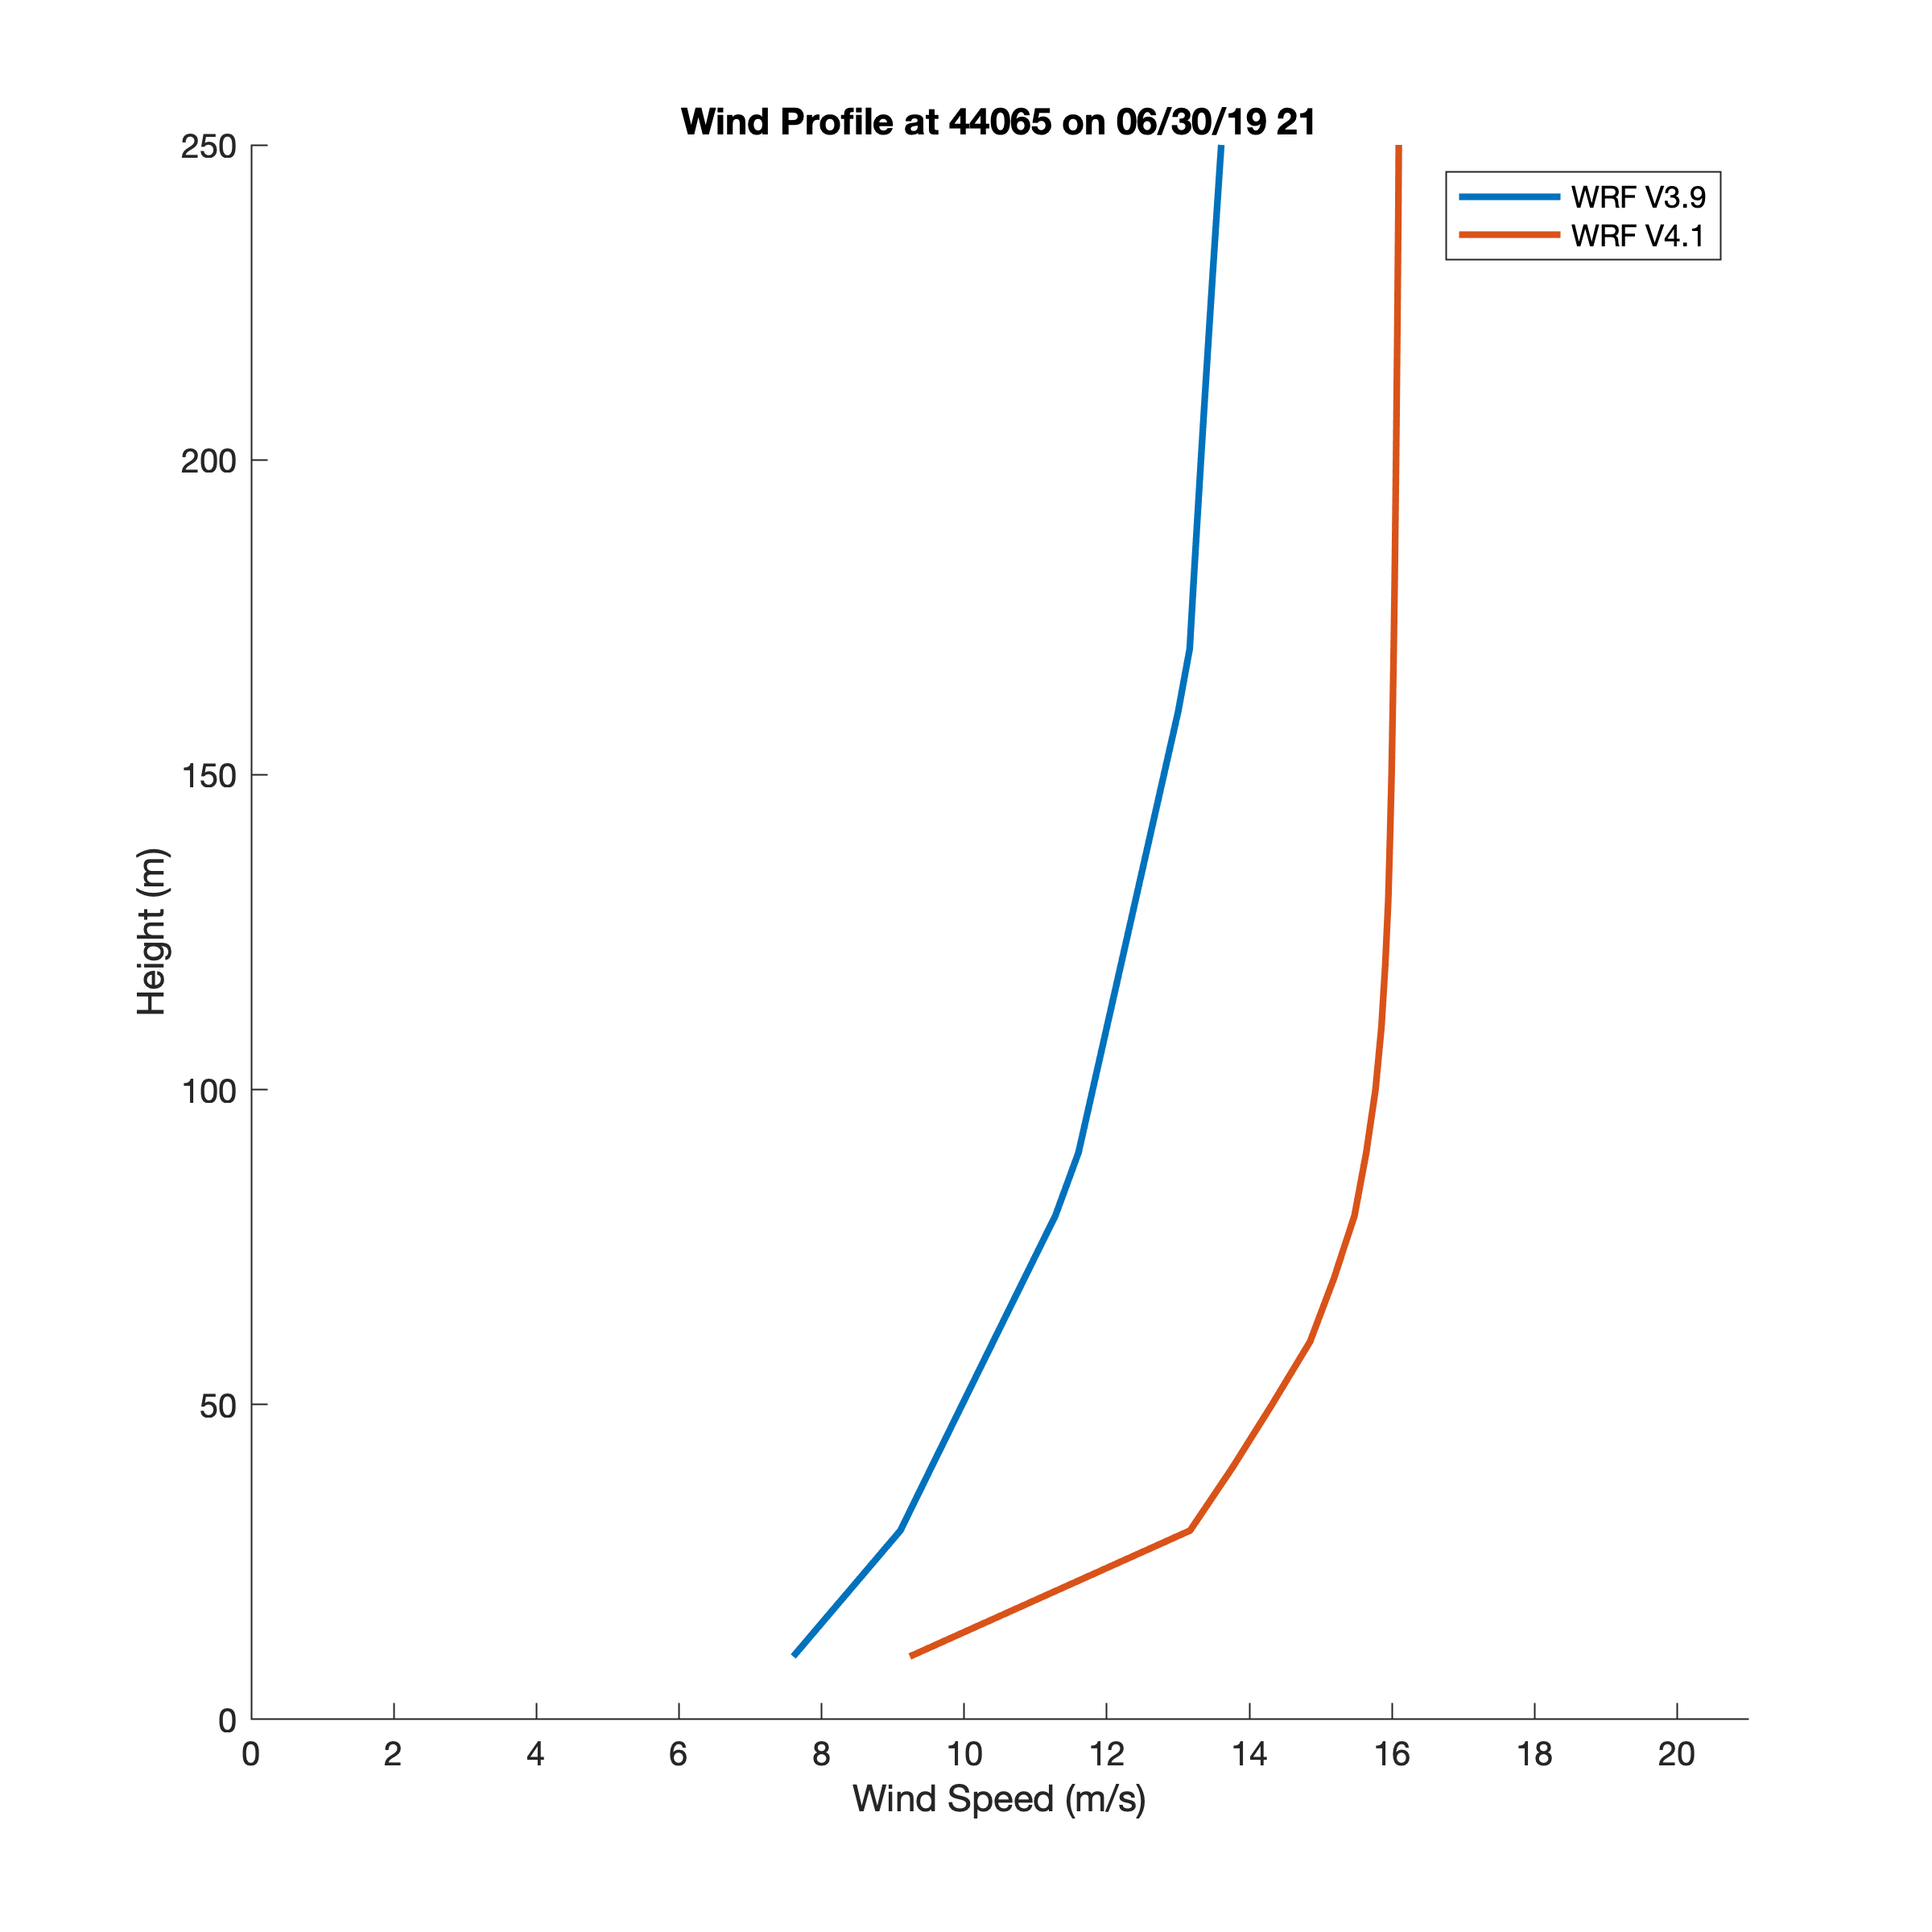 Wind Profile at 44065 on 06/30/19 21
250
200
150
100
50
0
Height (m)
WRF V3.9
WRF V4.1
0 2 4 6 8 10 12 14 16 18 20
Wind Speed (m/s)